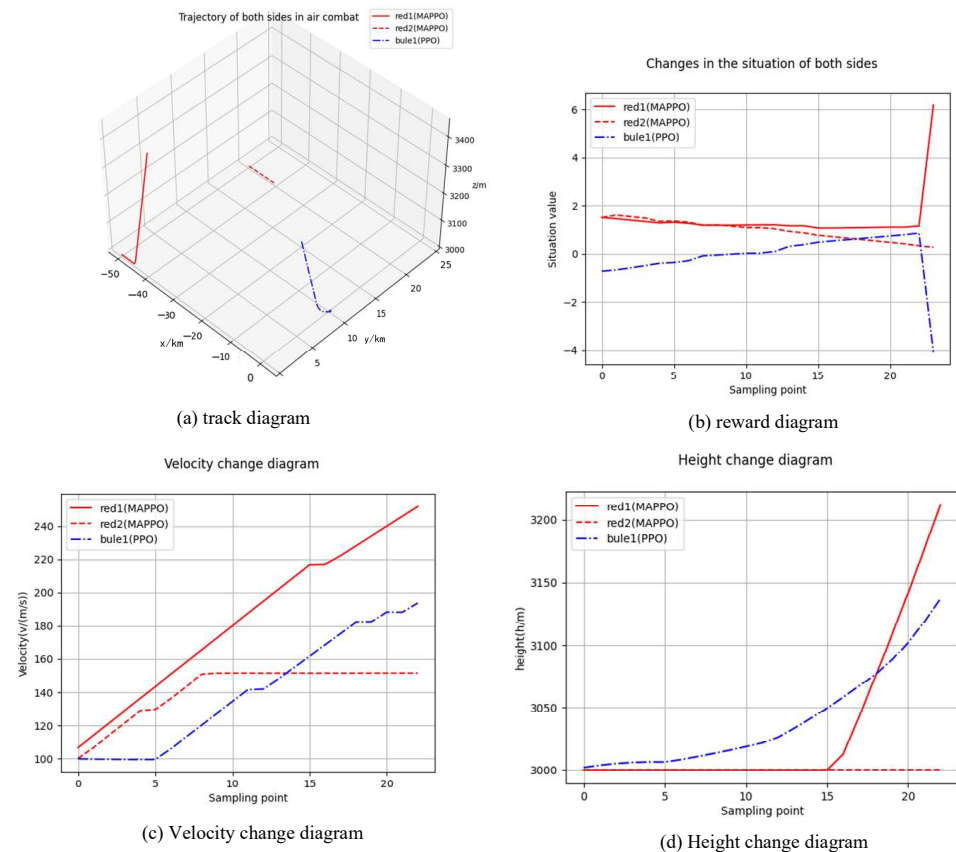 Trajectory of both sides in air combat
red1(MAPPO)
red2(MAPPO)
bule1(PPO)
3400
3300
3200
3100
3000
z/m
−50
−40
−30
−20
−10
0
x/km
5
10
15
20
25
y/km
(a) track diagram
Changes in the situation of both sides
red1(MAPPO)
red2(MAPPO)
bule1(PPO)
6
4
2
0
−2
−4
Situation value
0
5
10
15
20
Sampling point
(b) reward diagram
Velocity change diagram
red1(MAPPO)
red2(MAPPO)
bule1(PPO)
240
220
200
180
160
140
120
100
Velocity(v/(m/s))
0
5
10
15
20
Sampling point
(c) Velocity change diagram
Height change diagram
red1(MAPPO)
red2(MAPPO)
bule1(PPO)
3200
3150
3100
3050
3000
height(h/m)
0
5
10
15
20
Sampling point
(d) Height change diagram